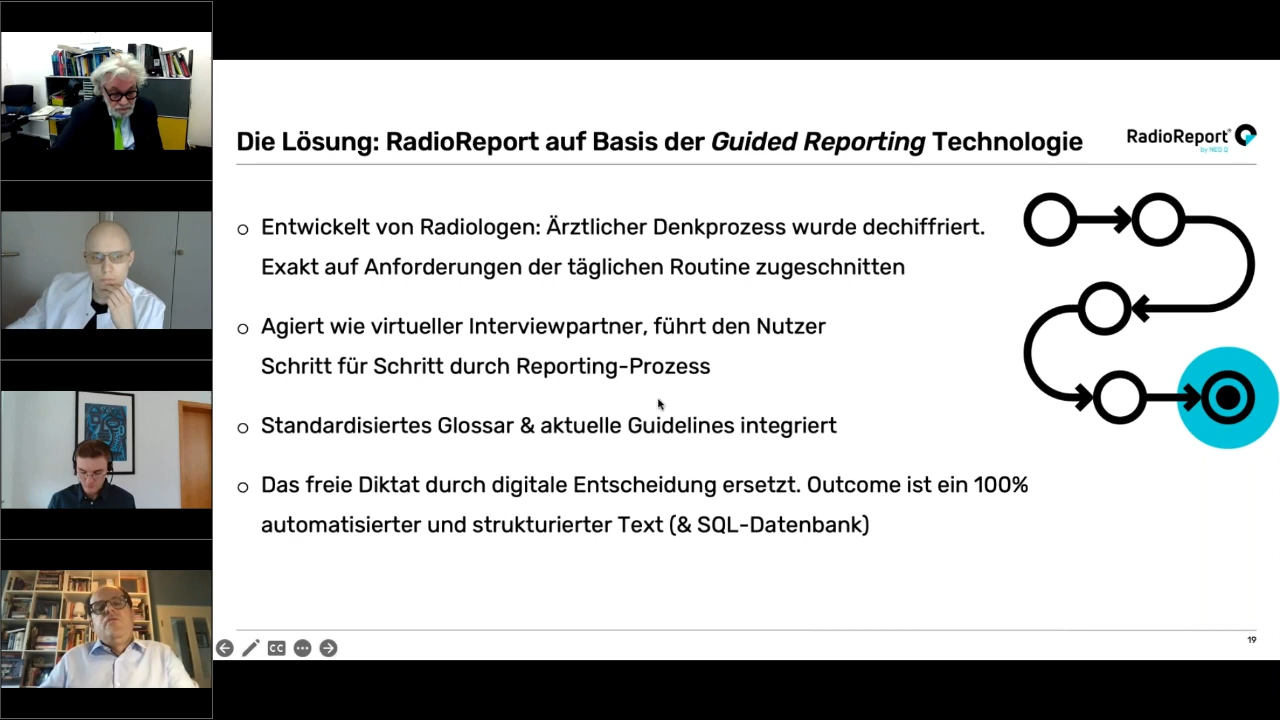 Die Lösung: RadioReport auf Basis der Guided Reporting Technologie
RadioReport®
by NEO Q
Entwickelt von Radiologen: Ärztlicher Denkprozess wurde dechiffriert.
Exakt auf Anforderungen der täglichen Routine zugeschnitten
Agiert wie virtueller Interviewpartner, führt den Nutzer
Schritt für Schritt durch Reporting-Prozess
Standardisiertes Glossar & aktuelle Guidelines integriert
Das freie Diktat durch digitale Entscheidung ersetzt. Outcome ist ein 100%
automatisierter und strukturierter Text (& SQL-Datenbank)
CC
19